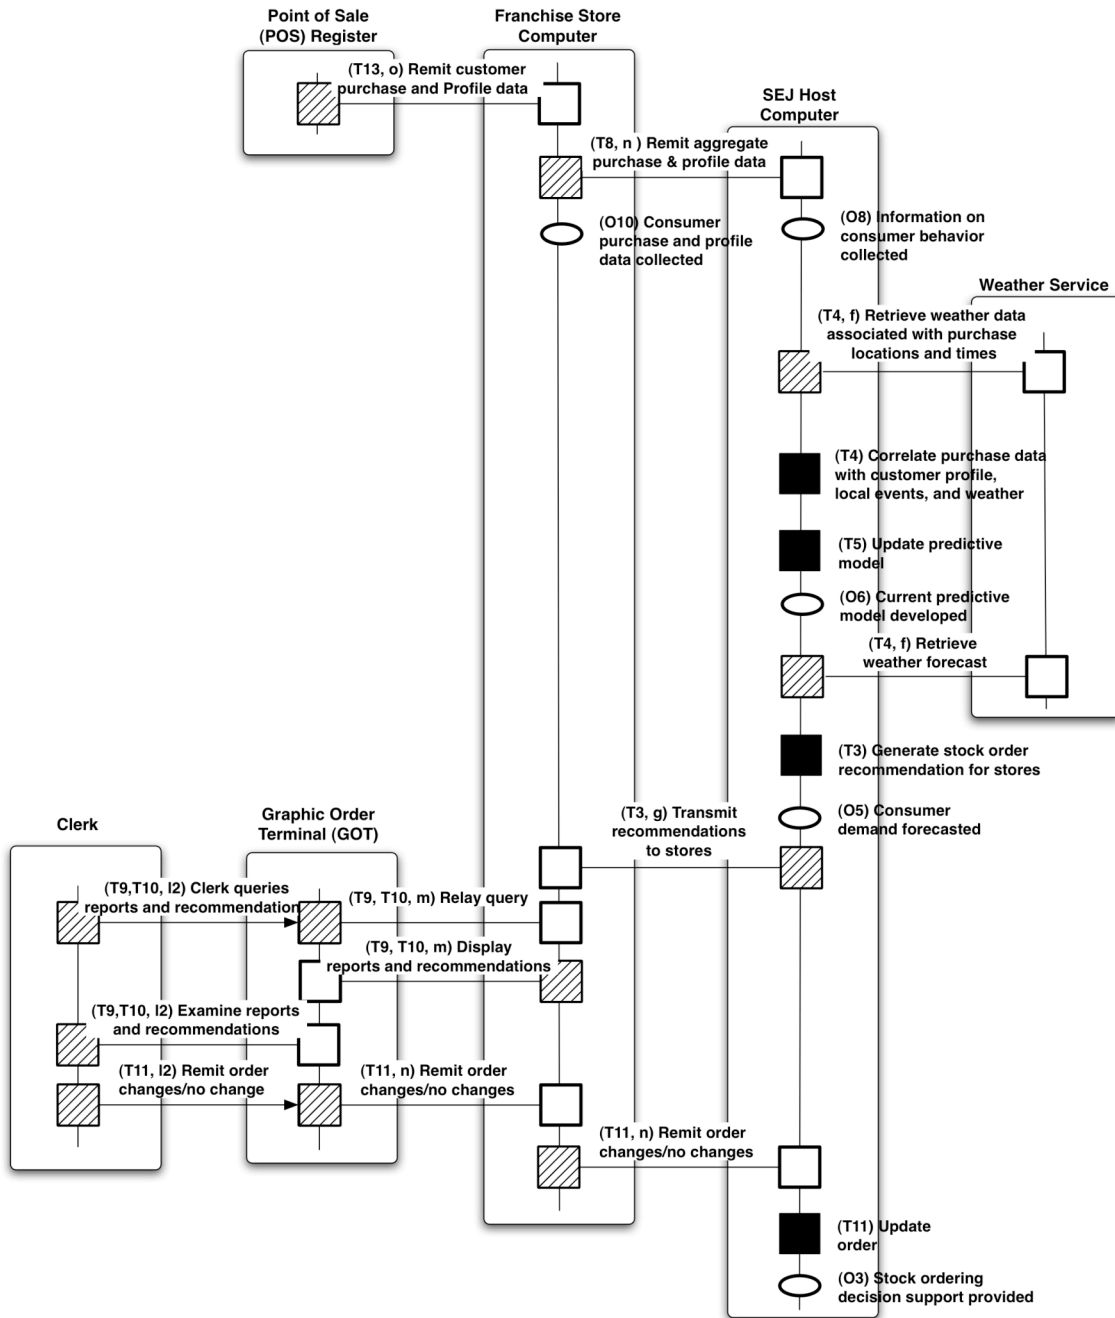 Point of Sale
(POS) Register
Franchise Store
Computer
(T13, o) Remit customer
purchase and Profile data
SEJ Host
Computer
(T8, n ) Remit aggregate
purchase & profile data
(O10) Consumer
purchase and profile
data collected
(O8) Information on
consumer behavior
collected
Weather Service
(T4, f) Retrieve weather data
associated with purchase
locations and times
(T4) Correlate purchase data
with customer profile,
local events, and weather
(T5) Update predictive
model
(O6) Current predictive
model developed
(T4, f) Retrieve
weather forecast
(T3) Generate stock order
recommendation for stores
(O5) Consumer
demand forecasted
(T3, g) Transmit
recommendations
to stores
Clerk
Graphic Order
Terminal (GOT)
(T9,T10, l2) Clerk queries
reports and recommendation
(T9, T10, m) Relay query
(T9, T10, m) Display
reports and recommendations
(T9,T10, l2) Examine reports
and recommendations
(T11, l2) Remit order
changes/no change
(T11, n) Remit order
changes/no changes
(T11, n) Remit order
changes/no changes
(T11) Update
order
(O3) Stock ordering
decision support provided